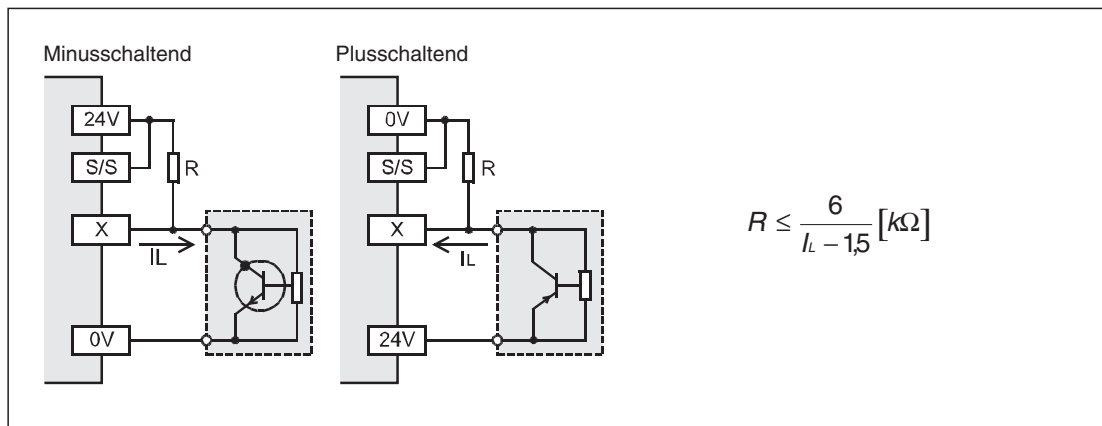 Minusschaltend
24V
S/S
R
X
IL
0V
Plusschaltend
0V
S/S
R
X
IL
24V
R ≤ 6 / (IL − 1,5) [kΩ]